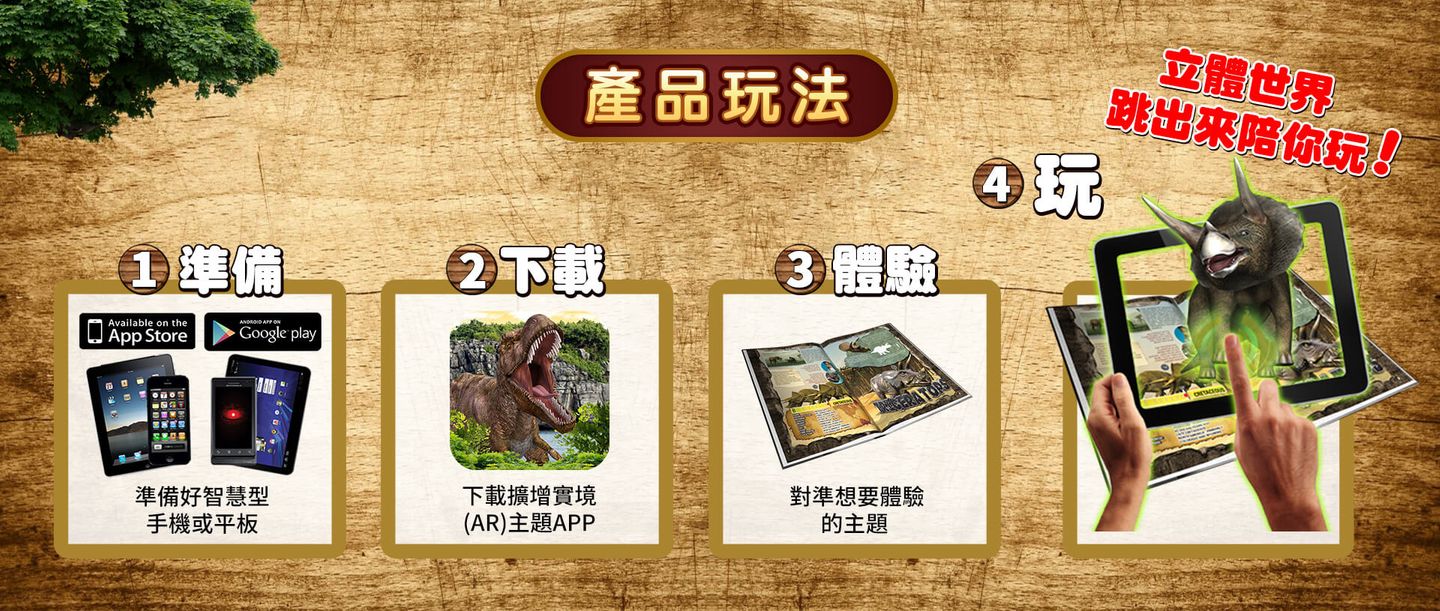 產品玩法
立體世界
跳出來陪你玩！
1 準備
Available on the
App Store
ANDROID APP ON
Google play
準備好智慧型
手機或平板
2 下載
下載擴增實境
(AR)主題APP
3 體驗
對準想要體驗
的主題
4 玩
CRETACEOUS